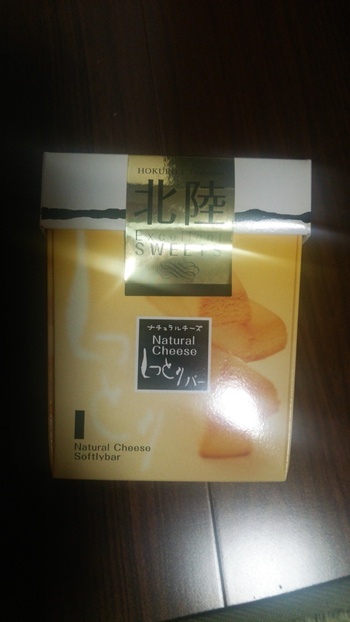 北陸
SWEETS
ナチュラルチーズ
Natural
Cheese
しっとりバー
Natural Cheese
Softlybar